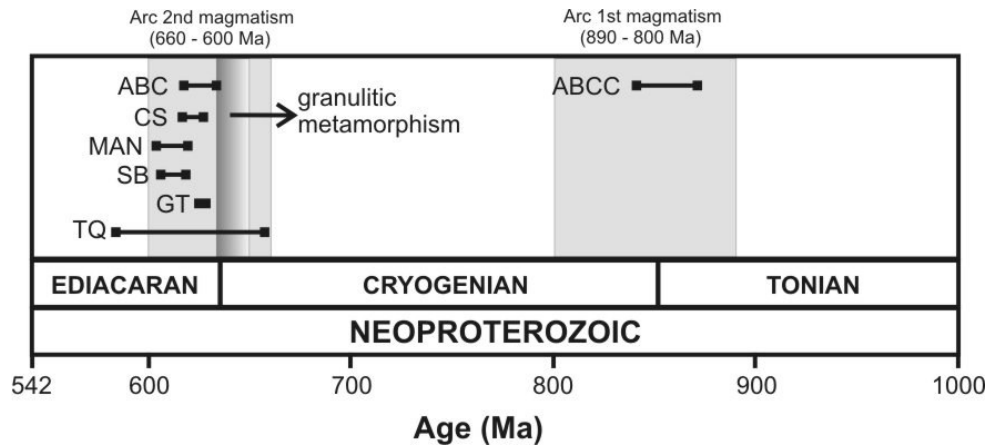 Arc 2nd magmatism
(660 - 600 Ma)
Arc 1st magmatism
(890 - 800 Ma)
ABC
ABCC
granulitic
metamorphism
CS
MAN
SB
GT
TQ
EDIACARAN
CRYOGENIAN
TONIAN
NEOPROTEROZOIC
542
600
700
800
900
1000
Age (Ma)